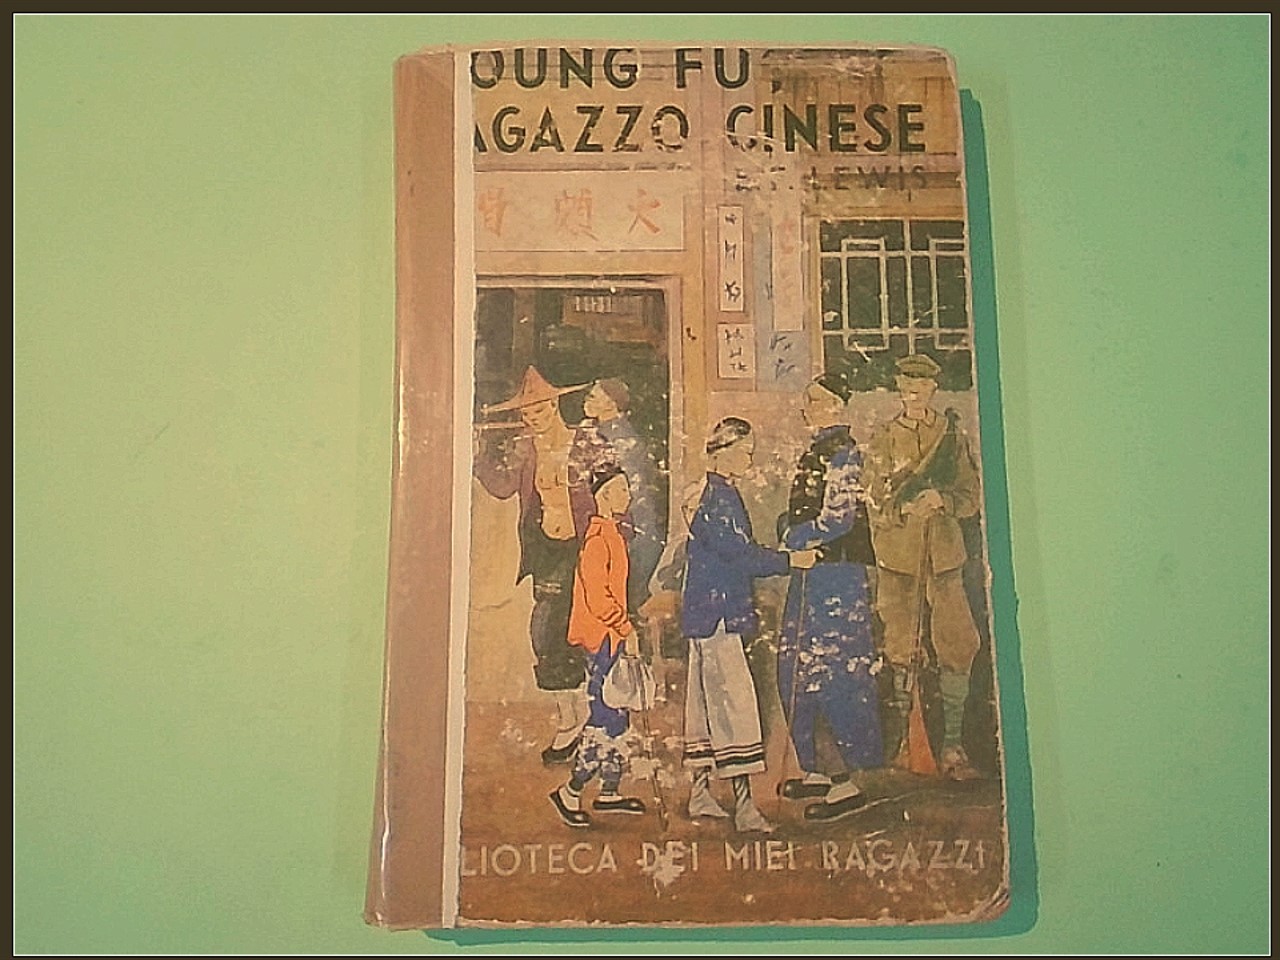 OUNG FU,
AGAZZO CINESE
E.F. LEWIS
LIOTECA DEI MIEI RAGAZZI